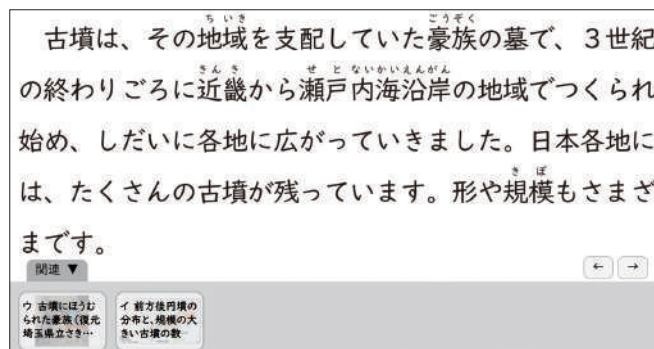 古墳は、その地域を支配していた豪族の墓で、３世紀
の終わりごろに近畿から瀬戸内海沿岸の地域でつくられ
始め、しだいに各地に広がっていきました。日本各地に
は、たくさんの古墳が残っています。形や規模もさまざ
までです。
関連 ▼
← →
ウ 古墳にほうむ
られた豪族（復元
埼玉県立さき…
イ 前方後円墳の
分布と、規模の大
きい古墳の数